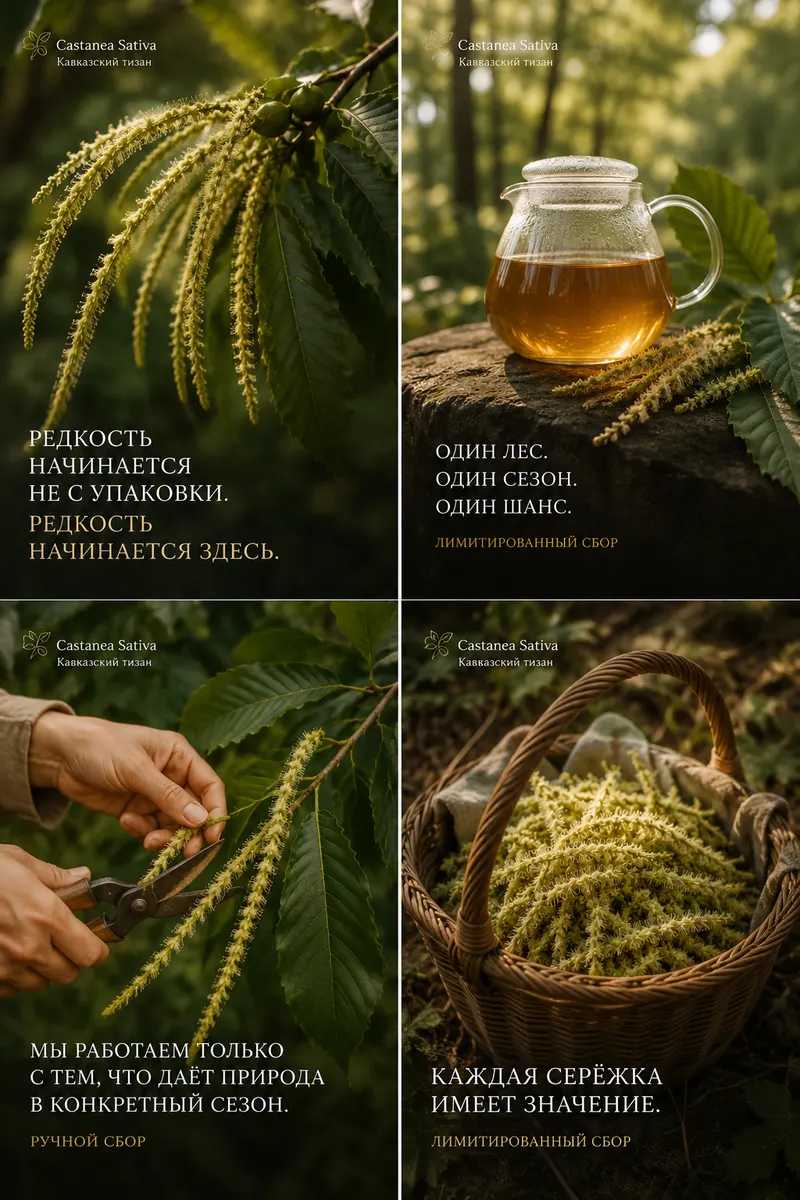 Castanea Sativa
Кавказский тизан
РЕДКОСТЬ
НАЧИНАЕТСЯ
НЕ С УПАКОВКИ.
РЕДКОСТЬ
НАЧИНАЕТСЯ ЗДЕСЬ.
Castanea Sativa
Кавказский тизан
ОДИН ЛЕС.
ОДИН СЕЗОН.
ОДИН ШАНС.
ЛИМИТИРОВАННЫЙ СБОР
Castanea Sativa
Кавказский тизан
МЫ РАБОТАЕМ ТОЛЬКО
С ТЕМ, ЧТО ДАЁТ ПРИРОДА
В КОНКРЕТНЫЙ СЕЗОН.
РУЧНОЙ СБОР
Castanea Sativa
Кавказский тизан
КАЖДАЯ СЕРЁЖКА
ИМЕЕТ ЗНАЧЕНИЕ.
ЛИМИТИРОВАННЫЙ СБОР